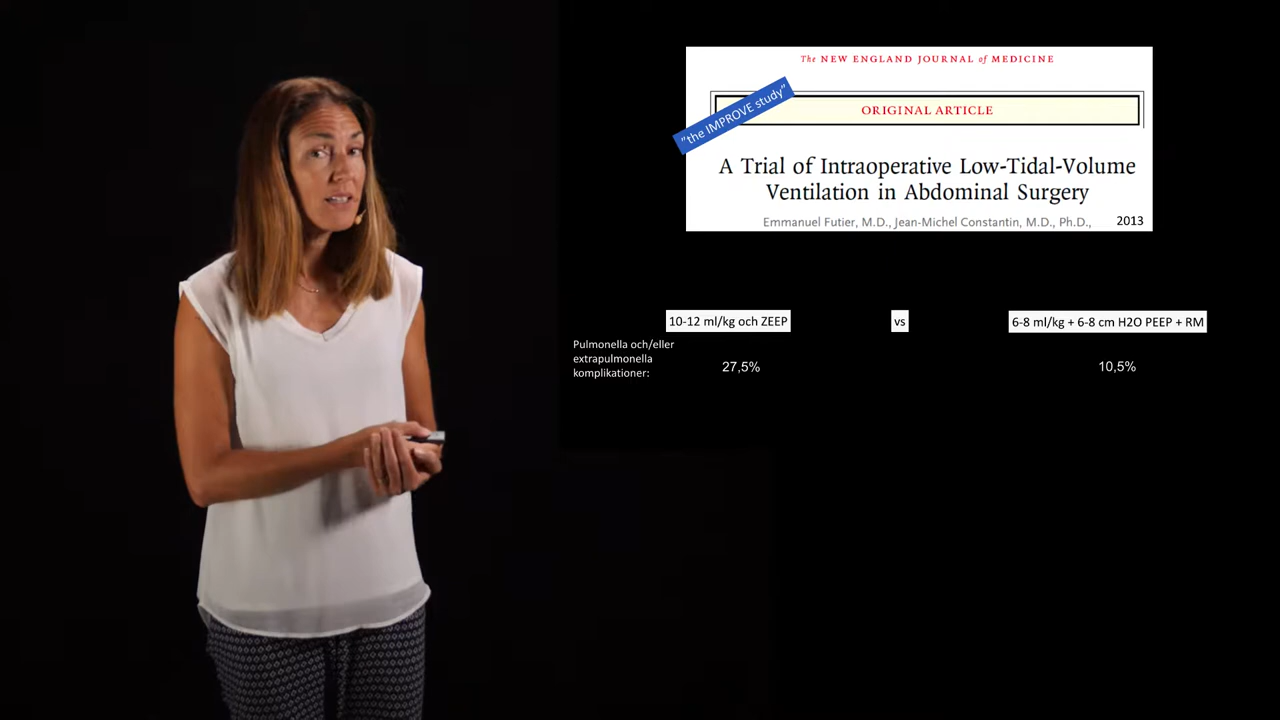 The NEW ENGLAND JOURNAL of MEDICINE
"the IMPROVE study"
ORIGINAL ARTICLE
A Trial of Intraoperative Low-Tidal-Volume
Ventilation in Abdominal Surgery
Emmanuel Futier, M.D., Jean-Michel Constantin, M.D., Ph.D., 2013
10-12 ml/kg och ZEEP vs 6-8 ml/kg + 6-8 cm H2O PEEP + RM
Pulmonella och/eller
extrapulmonella
komplikationer:
27,5% 10,5%